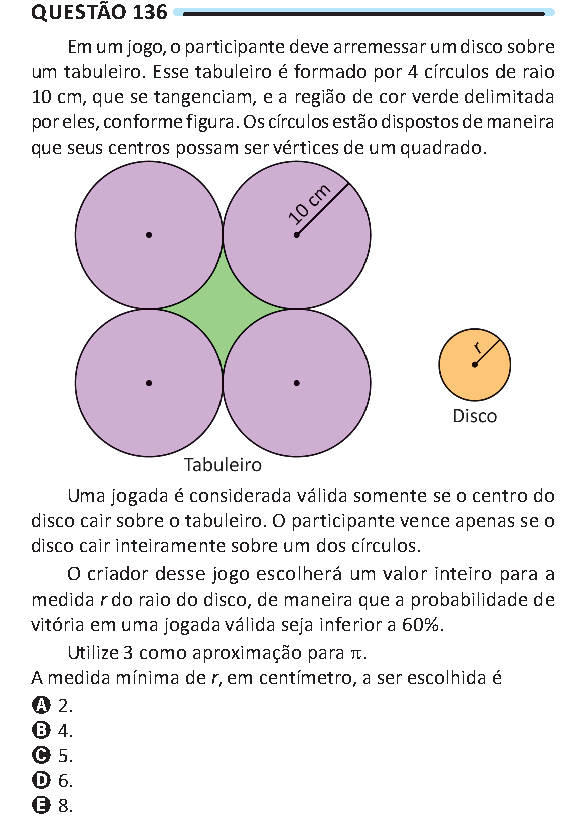 QUESTÃO 136
Em um jogo, o participante deve arremessar um disco sobre
um tabuleiro. Esse tabuleiro é formado por 4 círculos de raio
10 cm, que se tangenciam, e a região de cor verde delimitada
por eles, conforme figura. Os círculos estão dispostos de maneira
que seus centros possam ser vértices de um quadrado.
10 cm
r
Disco
Tabuleiro
Uma jogada é considerada válida somente se o centro do
disco cair sobre o tabuleiro. O participante vence apenas se o
disco cair inteiramente sobre um dos círculos.
O criador desse jogo escolherá um valor inteiro para a
medida r do raio do disco, de maneira que a probabilidade de
vitória em uma jogada válida seja inferior a 60%.
Utilize 3 como aproximação para π.
A medida mínima de r, em centímetro, a ser escolhida é
A 2.
B 4.
C 5.
D 6.
E 8.